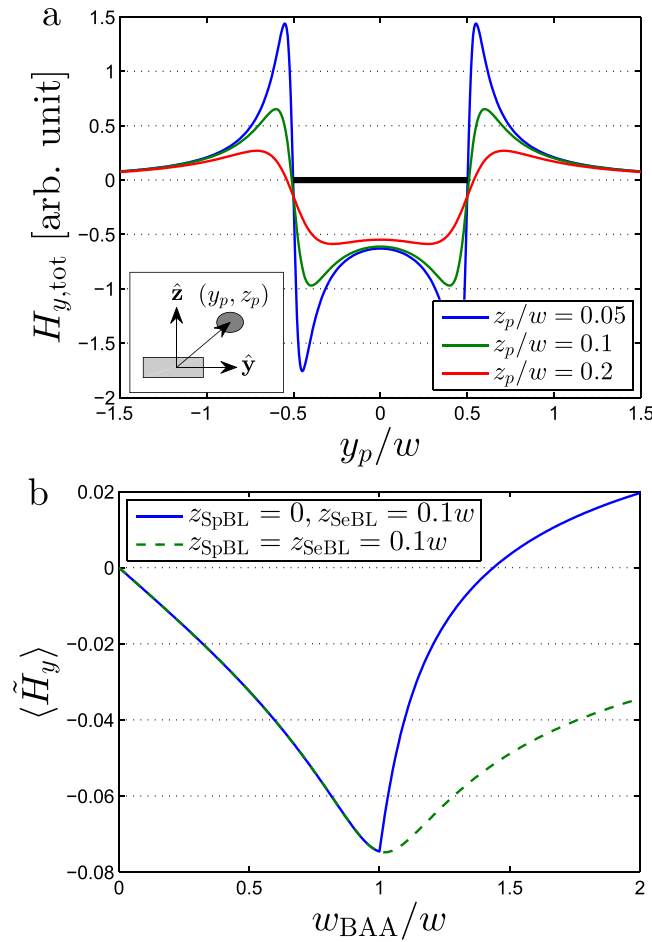 a
H_{y,tot} [arb. unit]
1
0.5
0
−0.5
−1
−1.5
−2
ẑ
(y_p, z_p)
ŷ
z_p/w = 0.05
z_p/w = 0.1
z_p/w = 0.2
−1.5 −1 −0.5 0 0.5 1 1.5
y_p/w
b
⟨H̃_y⟩
0.02
0
−0.02
−0.04
−0.06
−0.08
z_SpBL = 0, z_SeBL = 0.1w
z_SpBL = z_SeBL = 0.1w
0 0.5 1 1.5 2
w_BAA/w